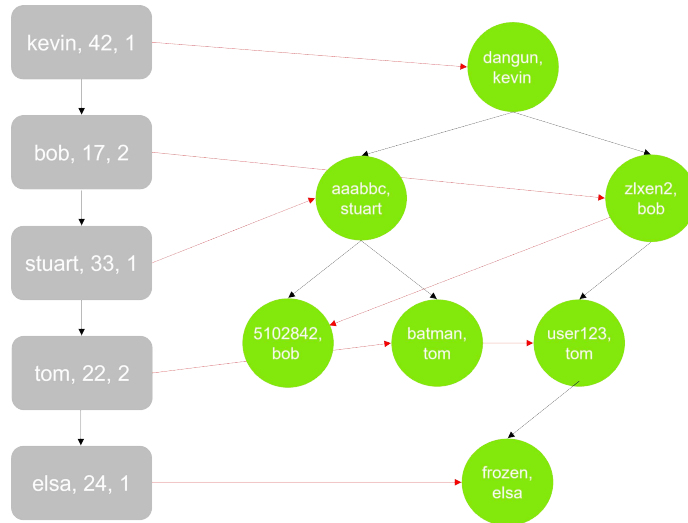 kevin, 42, 1
dangun,
kevin
bob, 17, 2
aaabbc,
stuart
zlxen2,
bob
stuart, 33, 1
5102842,
bob
batman,
tom
user123,
tom
tom, 22, 2
elsa, 24, 1
frozen,
elsa